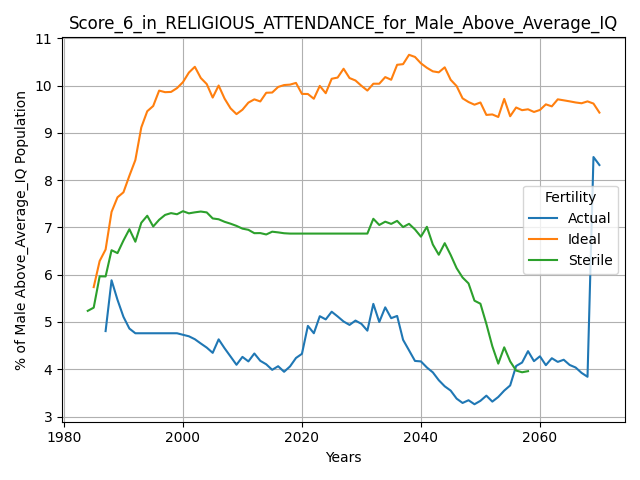 Score_6_in_RELIGIOUS_ATTENDANCE_for_Male_Above_Average_IQ
% of Male Above_Average_IQ Population
11
10
9
8
7
6
5
4
3
Fertility
Actual
Ideal
Sterile
1980
2000
2020
2040
2060
Years